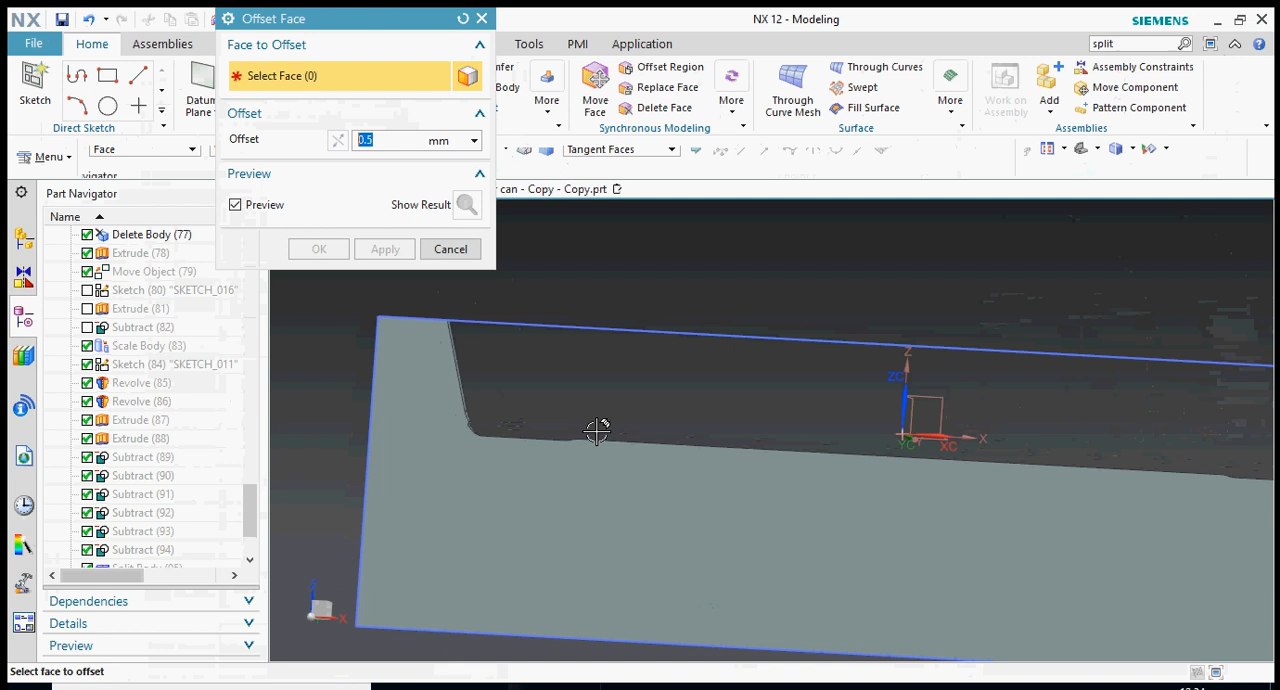 NX
Offset Face
NX 12 - Modeling
SIEMENS
File
Home
Assemblies
Tools
PMI
Application
split
Face to Offset
Select Face (0)
Offset
Offset
0.5
mm
Preview
Preview
Show Result
OK
Apply
Cancel
Sketch
Datum
Plane
Direct Sketch
Body
More
Move
Face
Offset Region
Replace Face
Delete Face
More
Synchronous Modeling
Through
Curve Mesh
Through Curves
Swept
Fill Surface
More
Surface
Work on
Assembly
Add
Assembly Constraints
Move Component
Pattern Component
Assemblies
Menu
Face
Tangent Faces
can - Copy - Copy.prt
Part Navigator
Name
Delete Body (77)
Extrude (78)
Move Object (79)
Sketch (80) "SKETCH_016"
Extrude (81)
Subtract (82)
Scale Body (83)
Sketch (84) "SKETCH_011"
Revolve (85)
Revolve (86)
Extrude (87)
Extrude (88)
Subtract (89)
Subtract (90)
Subtract (91)
Subtract (92)
Subtract (93)
Subtract (94)
Dependencies
Details
Preview
Z
ZC
X
XC
YC
X
Select face to offset